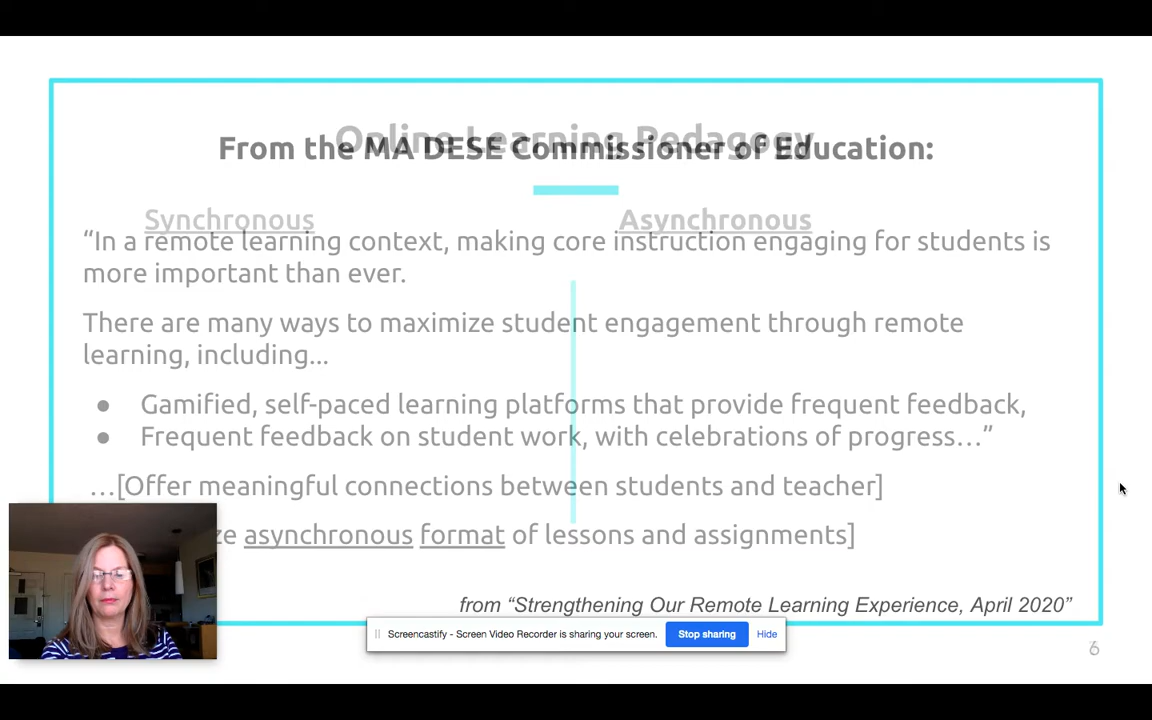 Online Learning Pedagogy
From the MA DESE Commissioner of Education:
Synchronous
Asynchronous
“In a remote learning context, making core instruction engaging for students is
more important than ever.
There are many ways to maximize student engagement through remote
learning, including...
● Gamified, self-paced learning platforms that provide frequent feedback,
● Frequent feedback on student work, with celebrations of progress…”
…[Offer meaningful connections between students and teacher]
asynchronous format of lessons and assignments]
from “Strengthening Our Remote Learning Experience, April 2020”
Screencastify - Screen Video Recorder is sharing your screen.
Stop sharing
Hide